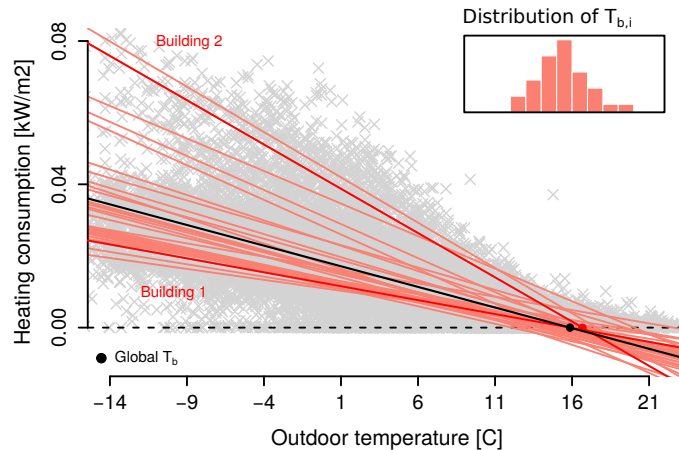 Distribution of T_b,i
Building 2
Heating consumption [kW/m2]
0.08
0.04
0.00
Building 1
Global T_b
−14 −9 −4 1 6 11 16 21
Outdoor temperature [C]